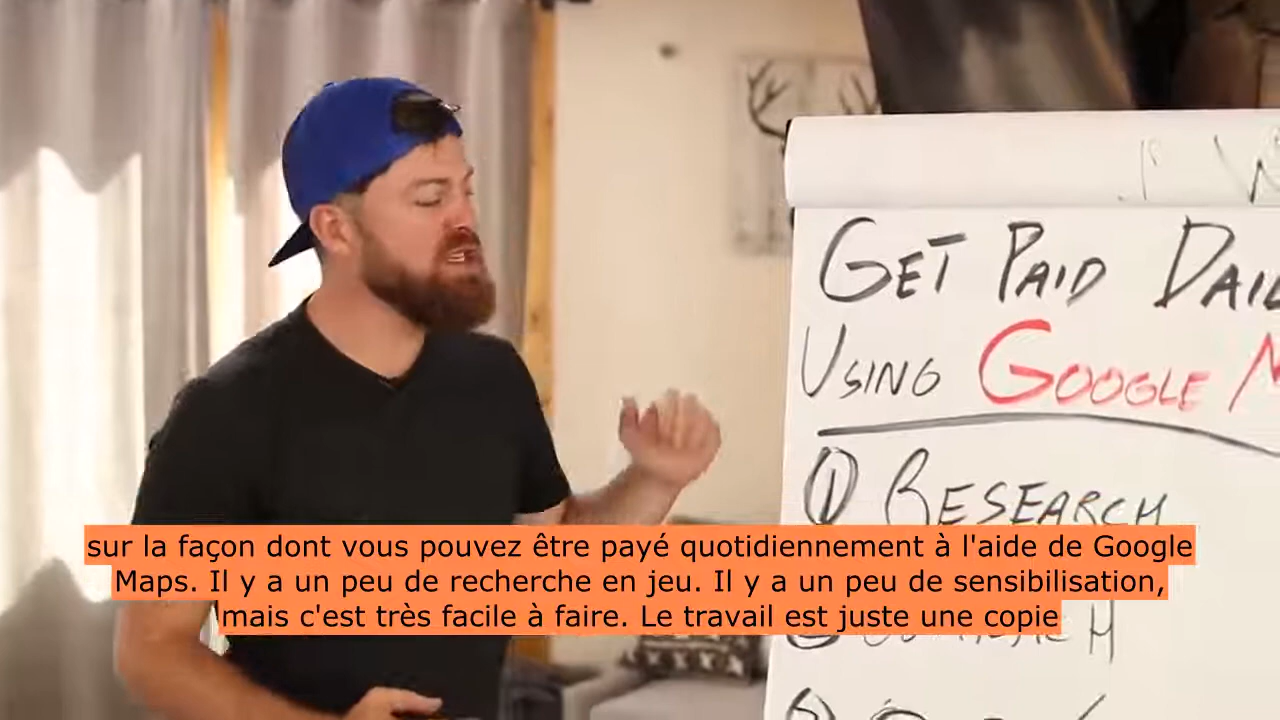 GET PAID DAIL
USING GOOGLE M
① RESEARCH
sur la façon dont vous pouvez être payé quotidiennement à l'aide de Google
Maps. Il y a un peu de recherche en jeu. Il y a un peu de sensibilisation,
mais c'est très facile à faire. Le travail est juste une copie